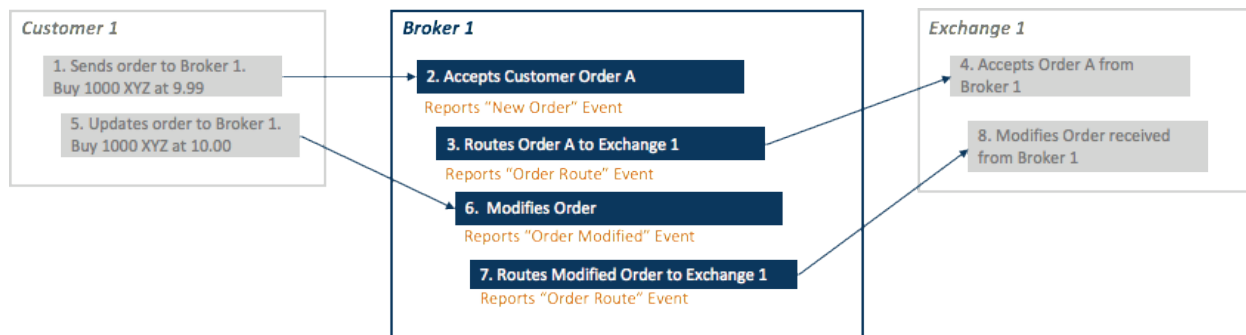 Customer 1
1. Sends order to Broker 1.
Buy 1000 XYZ at 9.99
5. Updates order to Broker 1.
Buy 1000 XYZ at 10.00
Broker 1
2. Accepts Customer Order A
Reports “New Order” Event
3. Routes Order A to Exchange 1
Reports “Order Route” Event
6. Modifies Order
Reports “Order Modified” Event
7. Routes Modified Order to Exchange 1
Reports “Order Route” Event
Exchange 1
4. Accepts Order A from
Broker 1
8. Modifies Order received
from Broker 1